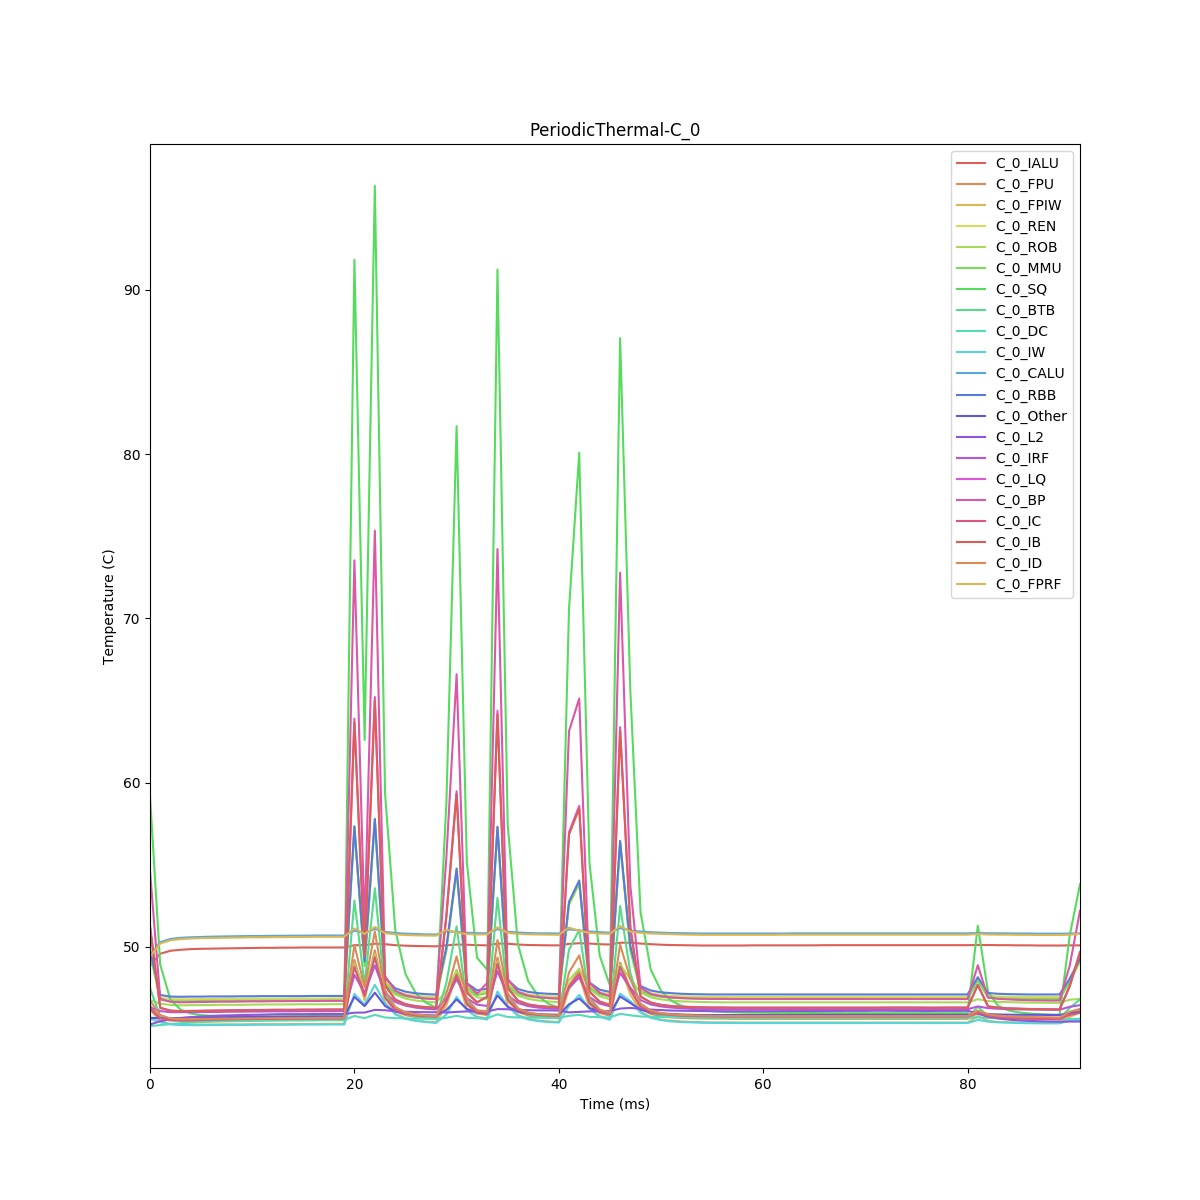 PeriodicThermal-C_0
C_0_IALU
C_0_FPU
C_0_FPIW
C_0_REN
C_0_ROB
C_0_MMU
C_0_SQ
C_0_BTB
C_0_DC
C_0_IW
C_0_CALU
C_0_RBB
C_0_Other
C_0_L2
C_0_IRF
C_0_LQ
C_0_BP
C_0_IC
C_0_IB
C_0_ID
C_0_FPRF
90
80
70
60
50
Temperature (C)
0 20 40 60 80
Time (ms)